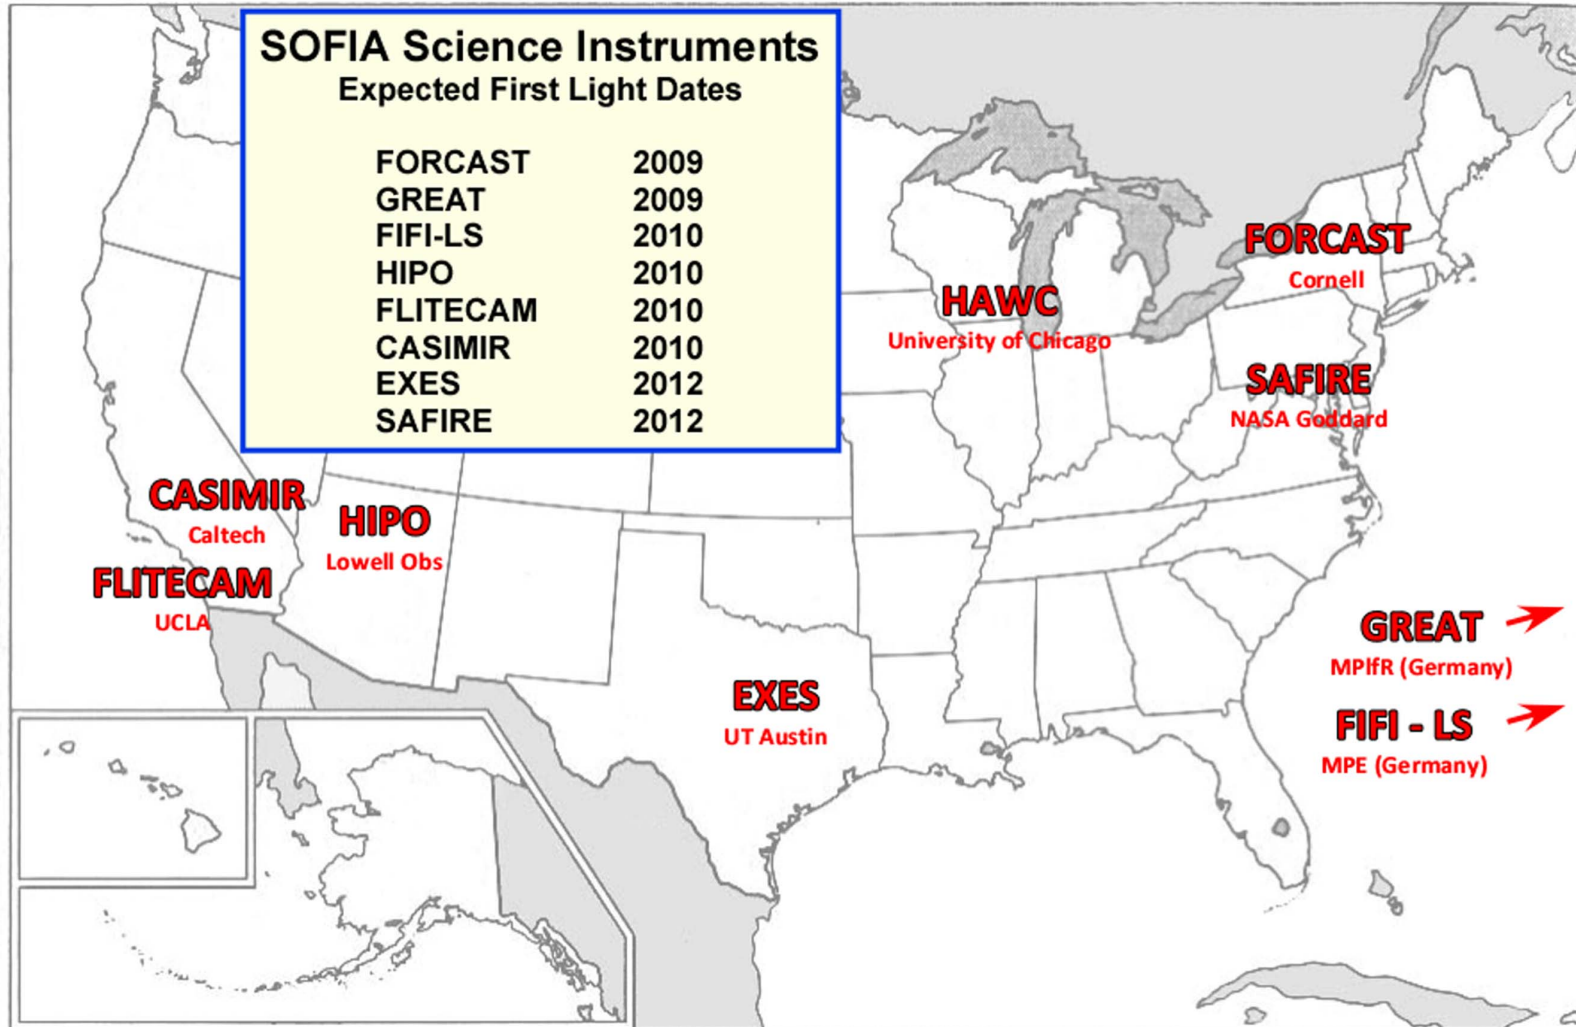 SOFIA Science Instruments
Expected First Light Dates
FORCAST 2009
GREAT 2009
FIFI-LS 2010
HIPO 2010
FLITECAM 2010
CASIMIR 2010
EXES 2012
SAFIRE 2012
FORCAST
Cornell
HAWC
University of Chicago
SAFIRE
NASA Goddard
CASIMIR
Caltech
HIPO
Lowell Obs
FLITECAM
UCLA
GREAT
MPIfR (Germany)
EXES
UT Austin
FIFI - LS
MPE (Germany)